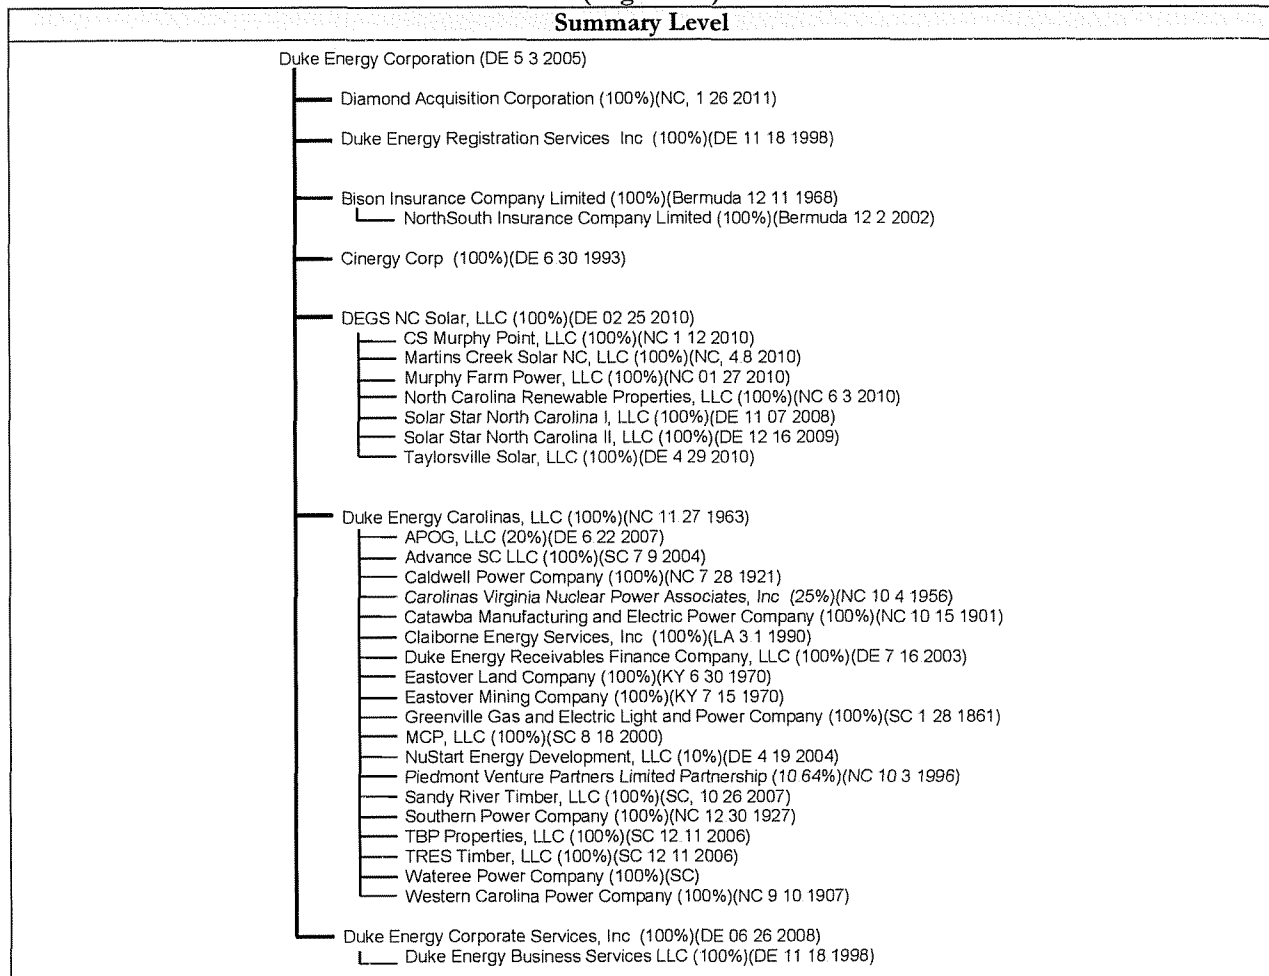 Summary Level
Duke Energy Corporation (DE 5 3 2005)
Diamond Acquisition Corporation (100%)(NC, 1 26 2011)
Duke Energy Registration Services Inc (100%)(DE 11 18 1998)
Bison Insurance Company Limited (100%)(Bermuda 12 11 1968)
NorthSouth Insurance Company Limited (100%)(Bermuda 12 2 2002)
Cinergy Corp (100%)(DE 6 30 1993)
DEGS NC Solar, LLC (100%)(DE 02 25 2010)
CS Murphy Point, LLC (100%)(NC 1 12 2010)
Martins Creek Solar NC, LLC (100%)(NC, 4.8 2010)
Murphy Farm Power, LLC (100%)(NC 01 27 2010)
North Carolina Renewable Properties, LLC (100%)(NC 6 3 2010)
Solar Star North Carolina I, LLC (100%)(DE 11 07 2008)
Solar Star North Carolina II, LLC (100%)(DE 12 16 2009)
Taylorsville Solar, LLC (100%)(DE 4 29 2010)
Duke Energy Carolinas, LLC (100%)(NC 11 27 1963)
APOG, LLC (20%)(DE 6 22 2007)
Advance SC LLC (100%)(SC 7 9 2004)
Caldwell Power Company (100%)(NC 7 28 1921)
Carolinas Virginia Nuclear Power Associates, Inc (25%)(NC 10 4 1956)
Catawba Manufacturing and Electric Power Company (100%)(NC 10 15 1901)
Claiborne Energy Services, Inc (100%)(LA 3 1 1990)
Duke Energy Receivables Finance Company, LLC (100%)(DE 7 16 2003)
Eastover Land Company (100%)(KY 6 30 1970)
Eastover Mining Company (100%)(KY 7 15 1970)
Greenville Gas and Electric Light and Power Company (100%)(SC 1 28 1861)
MCP, LLC (100%)(SC 8 18 2000)
NuStart Energy Development, LLC (10%)(DE 4 19 2004)
Piedmont Venture Partners Limited Partnership (10 64%)(NC 10 3 1996)
Sandy River Timber, LLC (100%)(SC, 10 26 2007)
Southern Power Company (100%)(NC 12.30 1927)
TBP Properties, LLC (100%)(SC 12.11 2006)
TRES Timber, LLC (100%)(SC 12 11 2006)
Wateree Power Company (100%)(SC)
Western Carolina Power Company (100%)(NC 9 10 1907)
Duke Energy Corporate Services, Inc (100%)(DE 06 26 2008)
Duke Energy Business Services LLC (100%)(DE 11 18 1998)